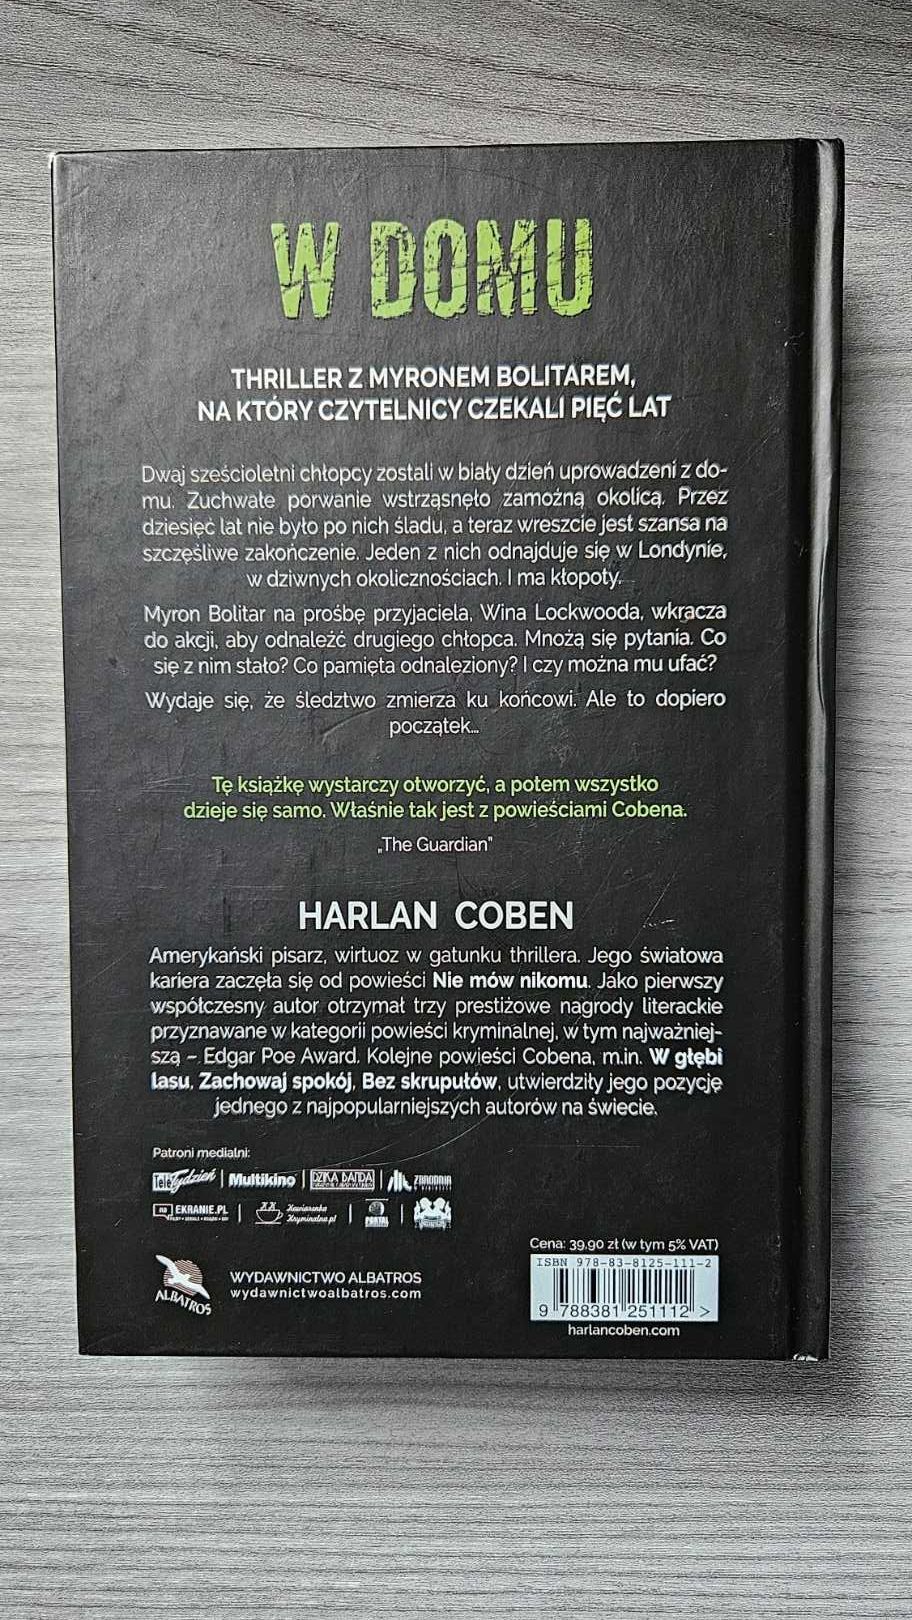 W DOMU
THRILLER Z MYRONEM BOLITAREM,
NA KTÓRY CZYTELNICY CZEKALI PIĘĆ LAT
Dwaj sześcioletni chłopcy zostali w biały dzień uprowadzeni z do-
mu. Zuchwałe porwanie wstrząsnęło zamożną okolicą. Przez
dziesięć lat nie było po nich śladu, a teraz wreszcie jest szansa na
szczęśliwe zakończenie. Jeden z nich odnajduje się w Londynie,
w dziwnych okolicznościach. I ma kłopoty.
Myron Bolitar na prośbę przyjaciela, Wina Lockwooda, wkracza
do akcji, aby odnaleźć drugiego chłopca. Mnożą się pytania. Co
się z nim stało? Co pamięta odnaleziony? I czy można mu ufać?
Wydaje się, że śledztwo zmierza ku końcowi. Ale to dopiero
początek...
Tę książkę wystarczy otworzyć, a potem wszystko
dzieje się samo. Właśnie tak jest z powieściami Cobena.
„The Guardian”
HARLAN COBEN
Amerykański pisarz, wirtuoz w gatunku thrillera. Jego światowa
kariera zaczęła się od powieści Nie mów nikomu. Jako pierwszy
współczesny autor otrzymał trzy prestiżowe nagrody literackie
przyznawane w kategorii powieści kryminalnej, w tym najważniej-
szą – Edgar Poe Award. Kolejne powieści Cobena, m.in. W głębi
lasu, Zachowaj spokój, Bez skrupułów, utwierdziły jego pozycję
jednego z najpopularniejszych autorów na świecie.
Patroni medialni:
TeleTydzień Multikino DZIKA BANDA ZBRODNIA
na EKRANIE.PL Kawiarenka Kryminalna.pl PORTAL
ALBATROS
WYDAWNICTWO ALBATROS
wydawnictwoalbatros.com
Cena: 39,90 zł (w tym 5% VAT)
ISBN 978-83-8125-111-2
9 788381 251112 >
harlancoben.com